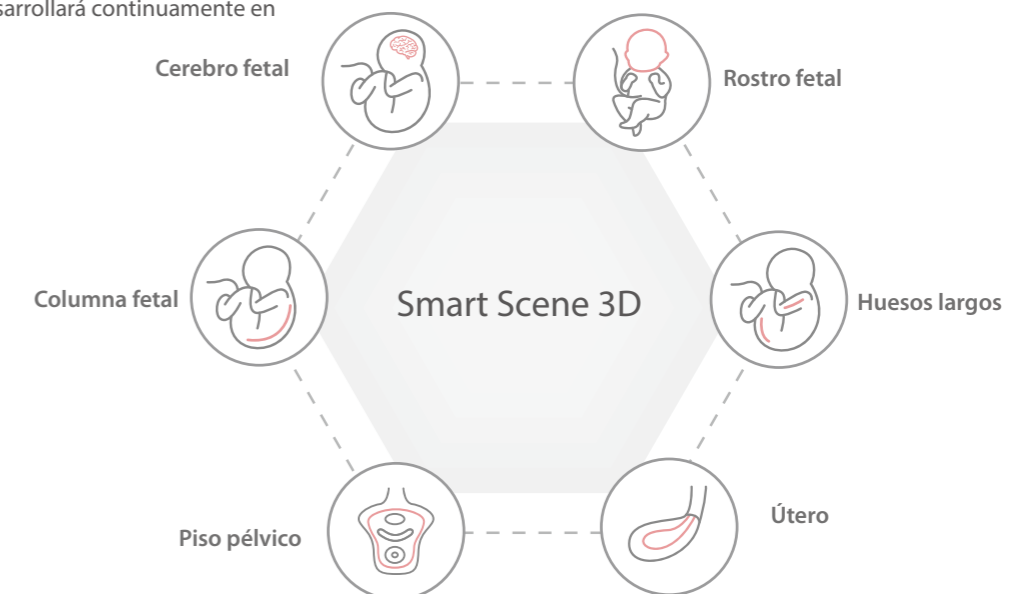 sarrollará continuamente en
Cerebro fetal
Rostro fetal
Columna fetal
Smart Scene 3D
Huesos largos
Piso pélvico
Útero